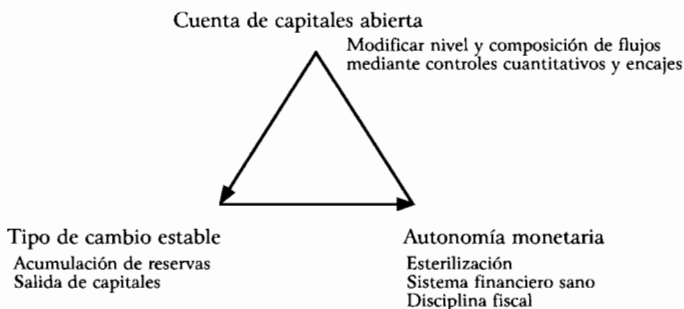 Cuenta de capitales abierta
Modificar nivel y composición de flujos
mediante controles cuantitativos y encajes
Tipo de cambio estable
Acumulación de reservas
Salida de capitales
Autonomía monetaria
Esterilización
Sistema financiero sano
Disciplina fiscal